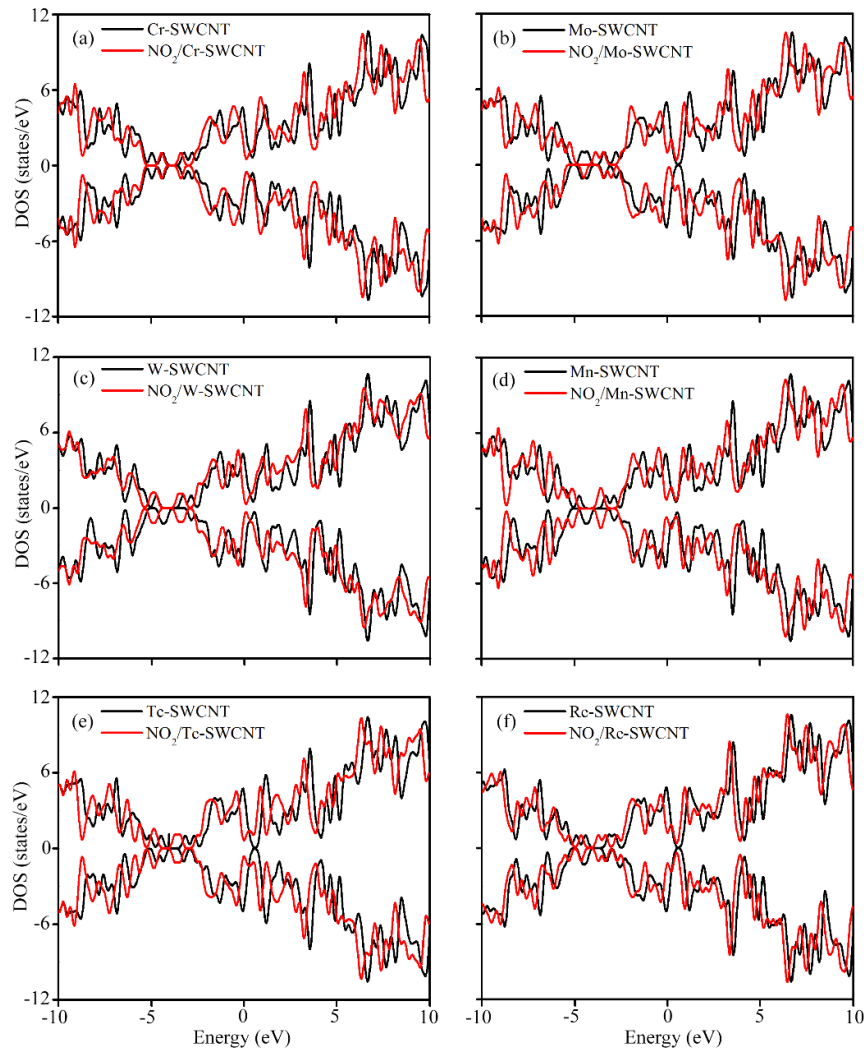 (a)
Cr-SWCNT
NO₂/Cr-SWCNT
12
6
0
-6
-12
DOS (states/eV)
(b)
Mo-SWCNT
NO₂/Mo-SWCNT
(c)
W-SWCNT
NO₂/W-SWCNT
12
6
0
-6
-12
DOS (states/eV)
(d)
Mn-SWCNT
NO₂/Mn-SWCNT
(e)
Tc-SWCNT
NO₂/Tc-SWCNT
12
6
0
-6
-12
DOS (states/eV)
-10 -5 0 5 10
Energy (eV)
(f)
Rc-SWCNT
NO₂/Rc-SWCNT
-10 -5 0 5 10
Energy (eV)